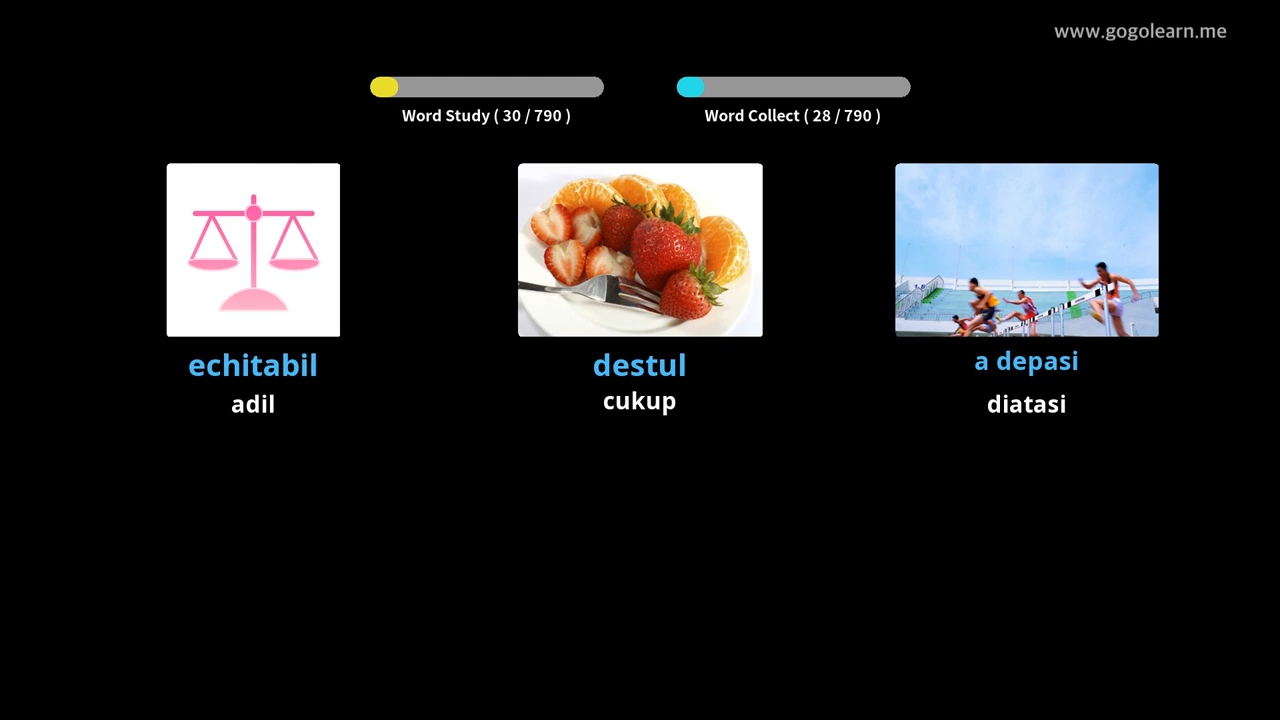 www.gogolearn.me
Word Study ( 30 / 790 )
Word Collect ( 28 / 790 )
echitabil
adil
destul
cukup
a depasi
diatasi